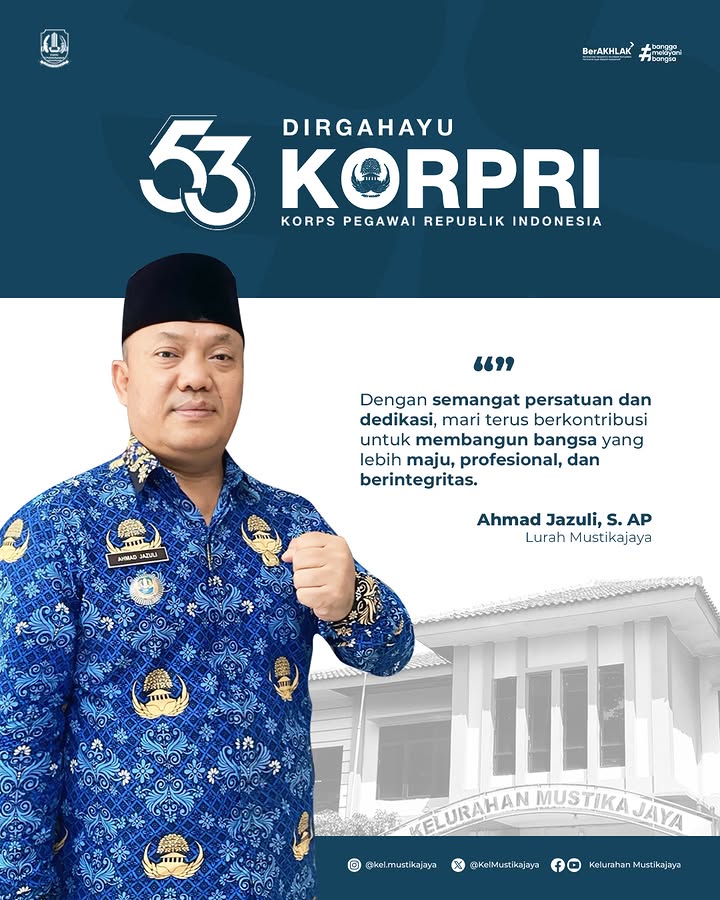 BerAKHLAK
#bangga
melayani
bangsa
53
DIRGAHAYU
KORPRI
KORPS PEGAWAI REPUBLIK INDONESIA
““””
Dengan semangat persatuan dan
dedikasi, mari terus berkontribusi
untuk membangun bangsa yang
lebih maju, profesional, dan
berintegritas.
Ahmad Jazuli, S. AP
Lurah Mustikajaya
AHMAD JAZULI
KELURAHAN MUSTIKA JAYA
@kel.mustikajaya
@KelMustikajaya
Kelurahan Mustikajaya